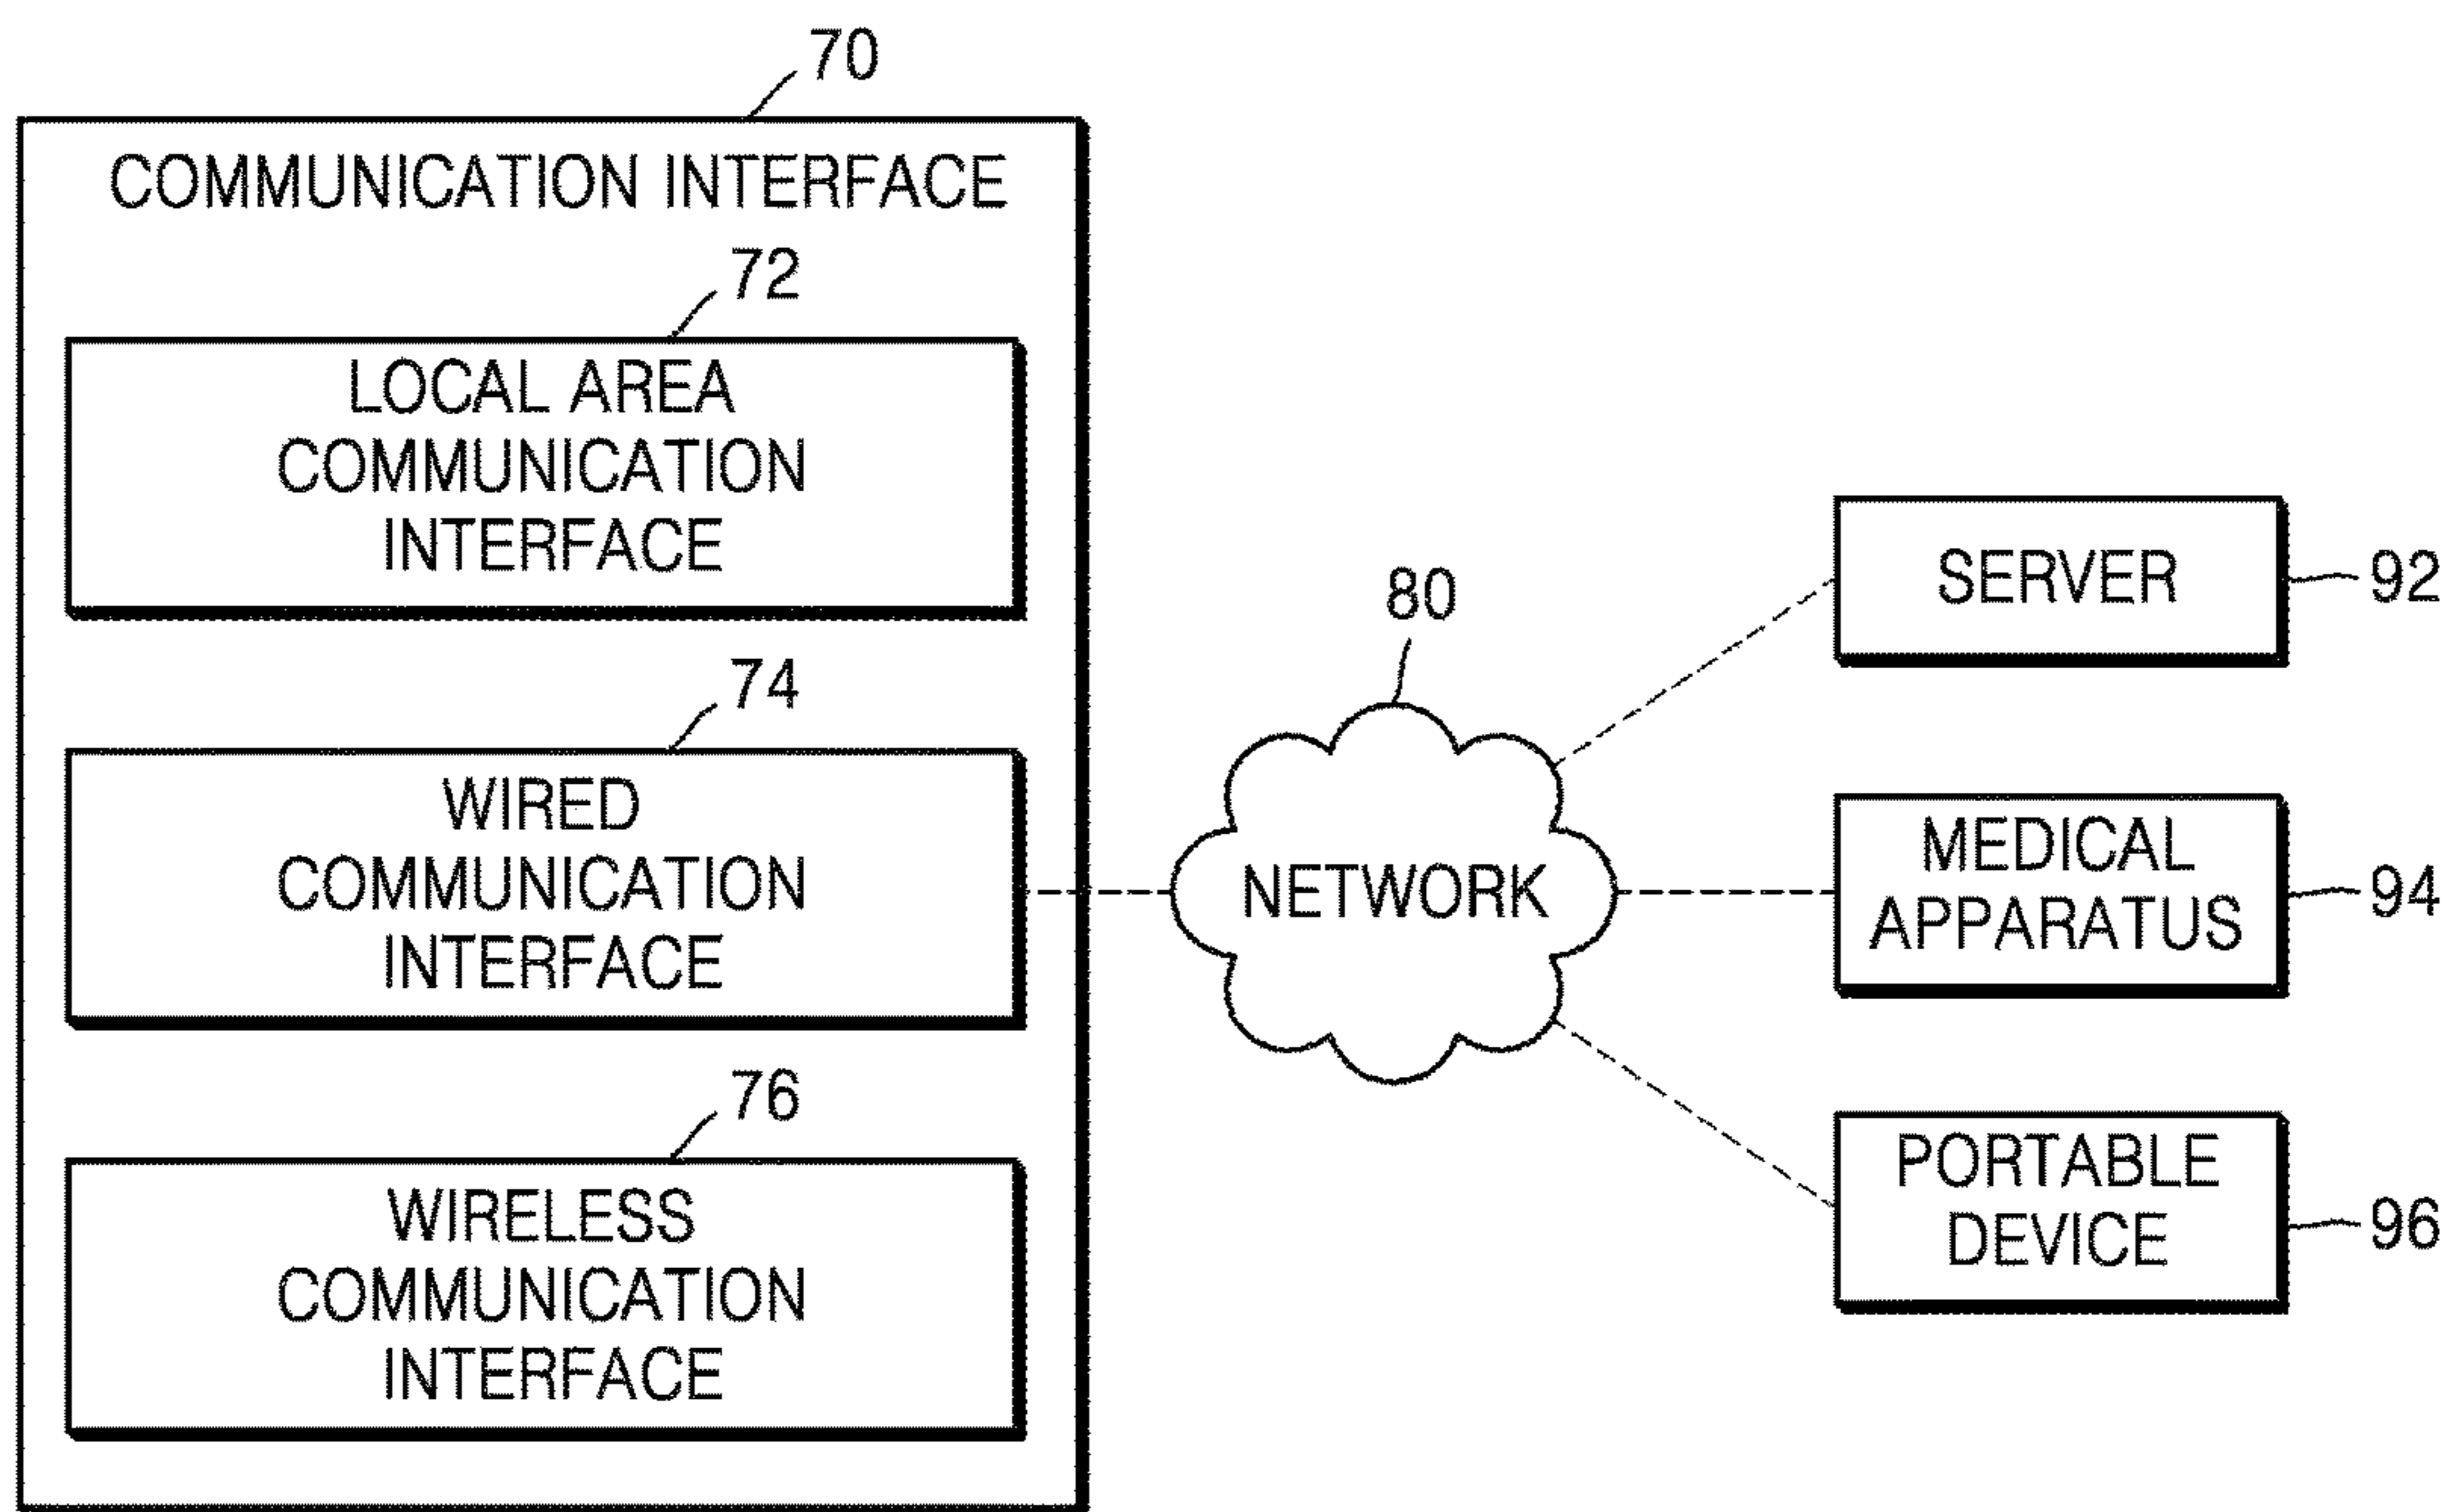 70
COMMUNICATION INTERFACE
72
LOCAL AREA
COMMUNICATION
INTERFACE
74
WIRED
COMMUNICATION
INTERFACE
76
WIRELESS
COMMUNICATION
INTERFACE
80
NETWORK
SERVER
92
MEDICAL
APPARATUS
94
PORTABLE
DEVICE
96